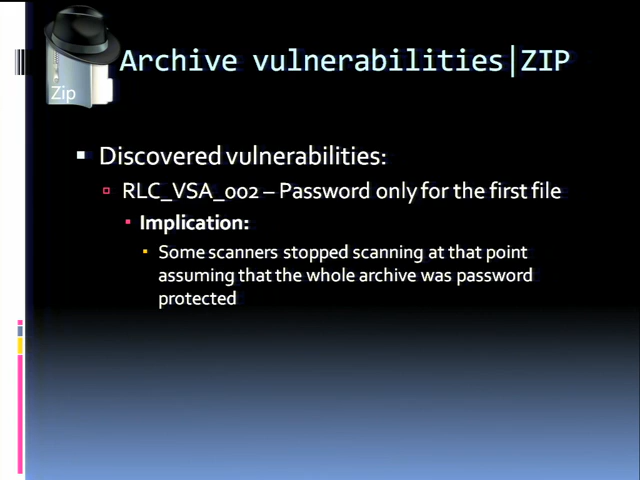 Archive vulnerabilities|ZIP
Zip
Discovered vulnerabilities:
RLC_VSA_002 – Password only for the first file
Implication:
Some scanners stopped scanning at that point
assuming that the whole archive was password
protected